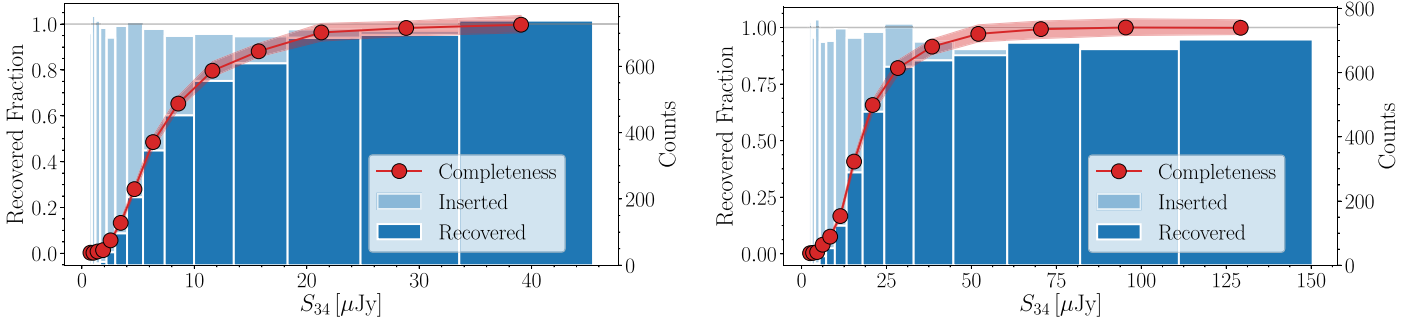 Recovered Fraction
1.0
0.8
0.6
0.4
0.2
0.0
0
10
20
30
40
S34 [μJy]
Counts
600
400
200
0
Completeness
Inserted
Recovered
Recovered Fraction
1.00
0.75
0.50
0.25
0.00
0
25
50
75
100
125
150
S34 [μJy]
Counts
800
600
400
200
0
Completeness
Inserted
Recovered